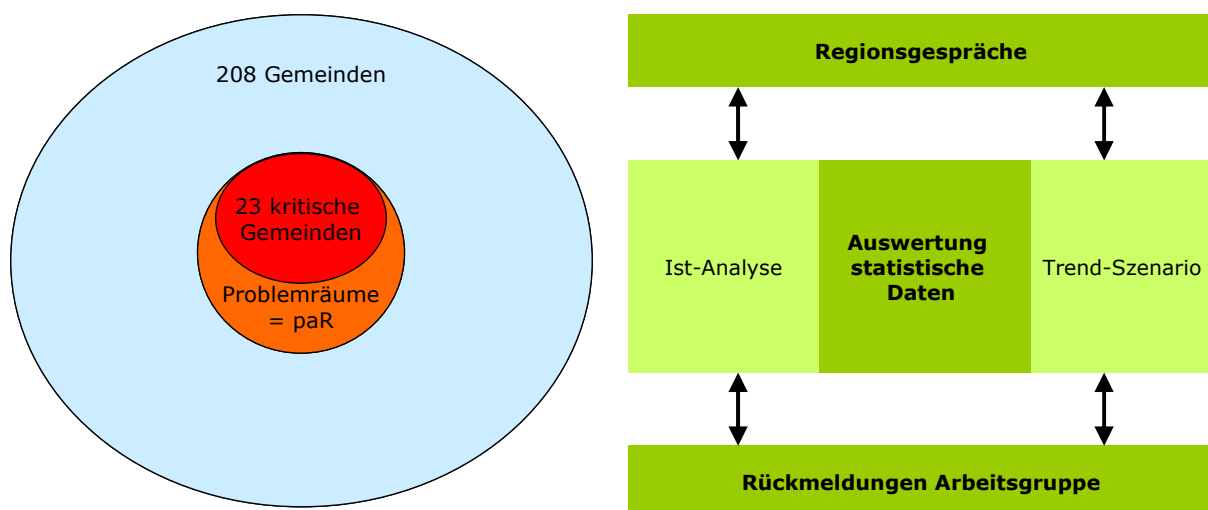 208 Gemeinden
23 kritische
Gemeinden
Problemräume
= paR
Regionsgespräche
Ist-Analyse
Auswertung
statistische
Daten
Trend-Szenario
Rückmeldungen Arbeitsgruppe